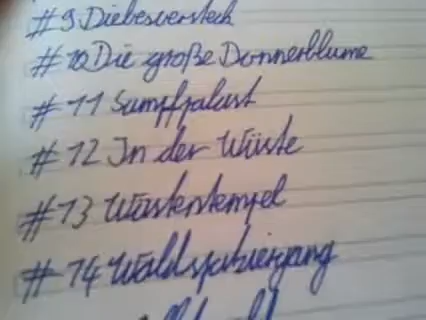 #9 Diebesversteck
#10 Die große Donnerblume
#11 Sumpfpalast
#12 In der Wüste
#13 Wüstentempel
#14 Waldspaziergang